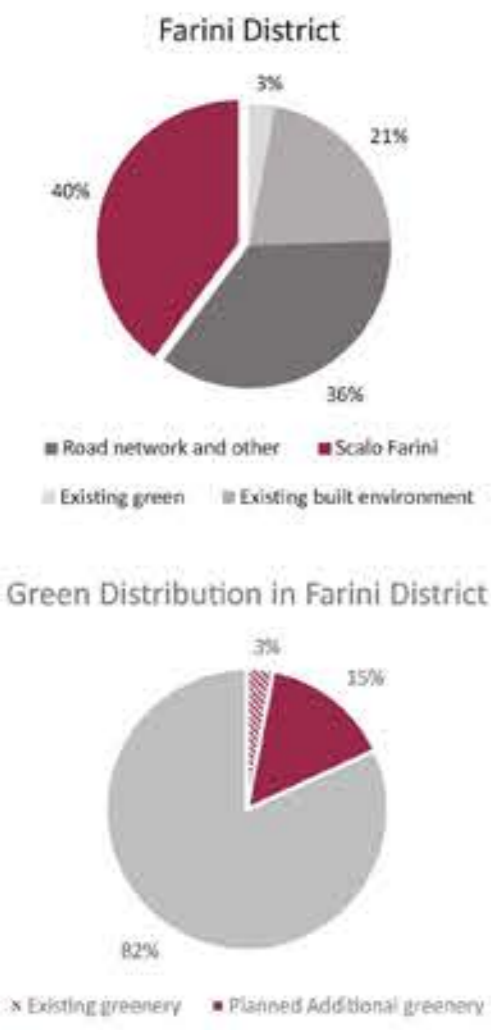 Farini District
3%
21%
40%
36%
Road network and other Scalo Farini
Existing green Existing built environment
Green Distribution in Farini District
3%
15%
82%
Existing greenery Planned Additional greenery